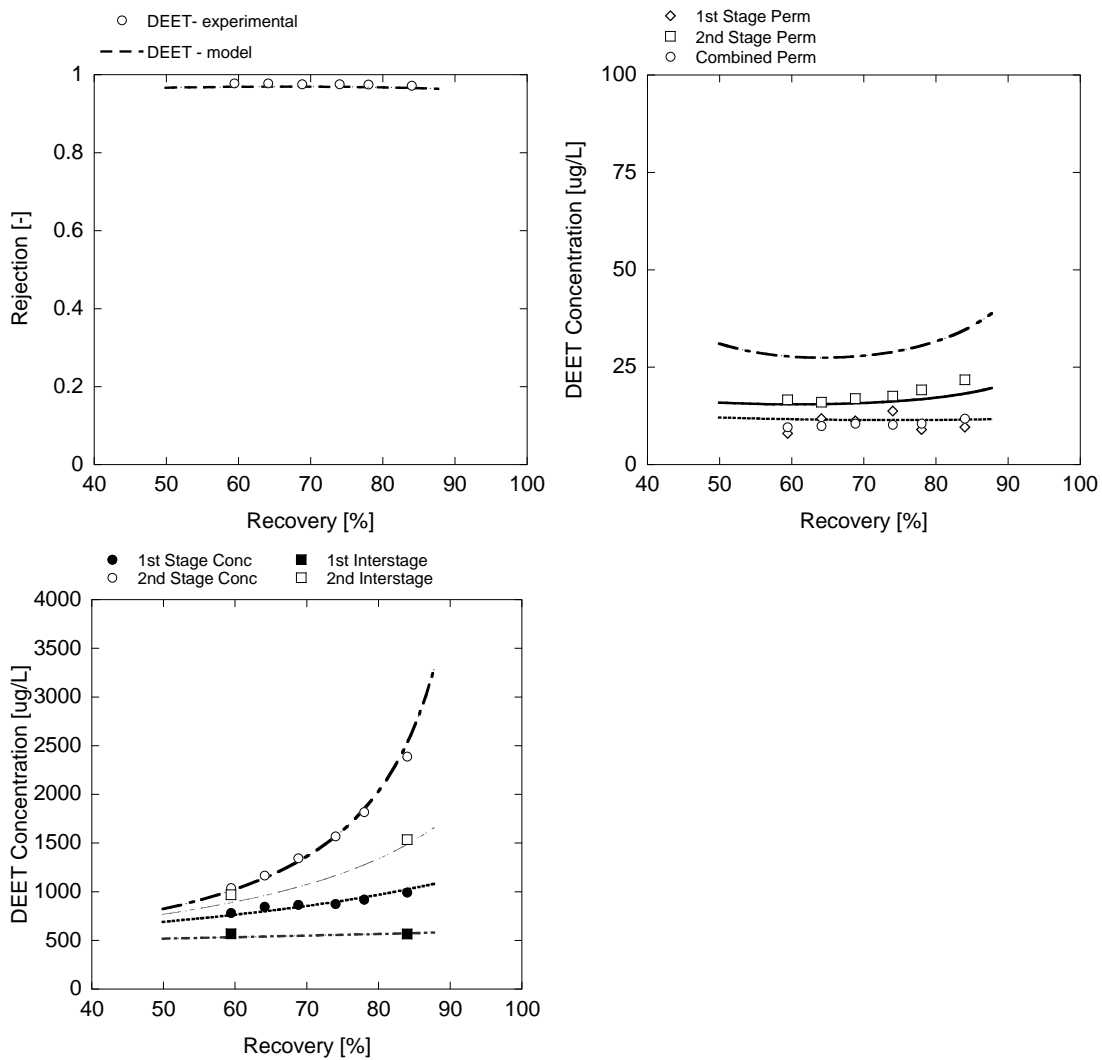 DEET- experimental
DEET - model
1
0.8
0.6
0.4
0.2
0
40 50 60 70 80 90 100
Rejection [-]
Recovery [%]
1st Stage Perm
2nd Stage Perm
Combined Perm
100
75
50
25
0
40 50 60 70 80 90 100
DEET Concentration [ug/L]
Recovery [%]
1st Stage Conc 1st Interstage
2nd Stage Conc 2nd Interstage
4000
3500
3000
2500
2000
1500
1000
500
0
40 50 60 70 80 90 100
DEET Concentration [ug/L]
Recovery [%]